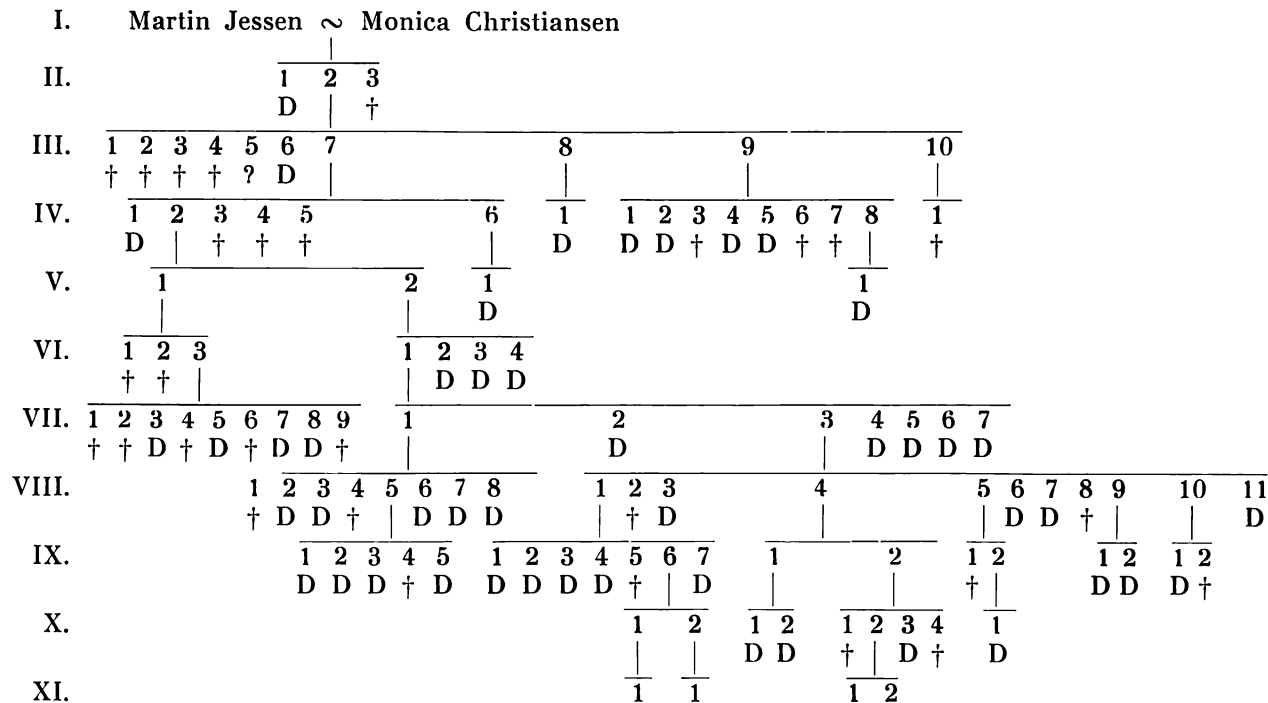 I. Martin Jessen ~ Monica Christiansen
II. 1 2 3
D †
III. 1 2 3 4 5 6 7 8 9 10
† † † † ? D
IV. 1 2 3 4 5 6 1 1 2 3 4 5 6 7 8 1
D † † † D D D † D D † † †
V. 1 2 1 1
D D
VI. 1 2 3 1 2 3 4
† † D D D
VII. 1 2 3 4 5 6 7 8 9 1 2 3 4 5 6 7
† † D † D † D D † D D D D D
VIII. 1 2 3 4 5 6 7 8 1 2 3 4 5 6 7 8 9 10 11
† D D † D D D † D D D † D
IX. 1 2 3 4 5 1 2 3 4 5 6 7 1 2 1 2 1 2 1 2
D D D † D D D D D † D † D D D †
X. 1 2 1 2 1 2 3 4 1
D D † D † D
XI. 1 1 1 2